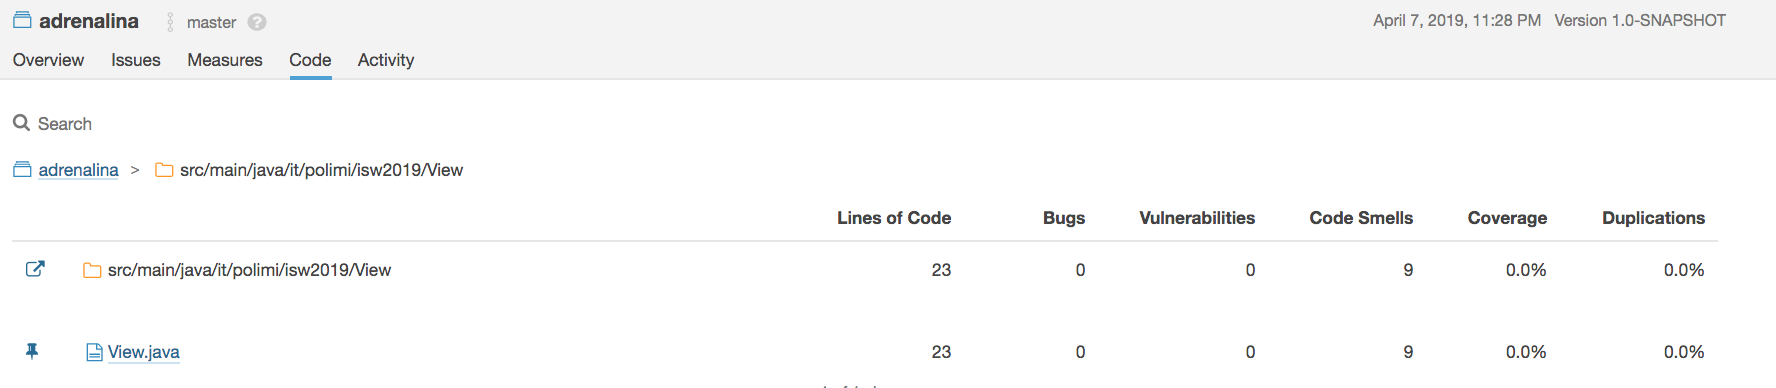 adrenalina master ? April 7, 2019, 11:28 PM Version 1.0-SNAPSHOT
Overview Issues Measures Code Activity
Search
adrenalina > src/main/java/it/polimi/isw2019/View
Lines of Code Bugs Vulnerabilities Code Smells Coverage Duplications
src/main/java/it/polimi/isw2019/View 23 0 0 9 0.0% 0.0%
View.java 23 0 0 9 0.0% 0.0%